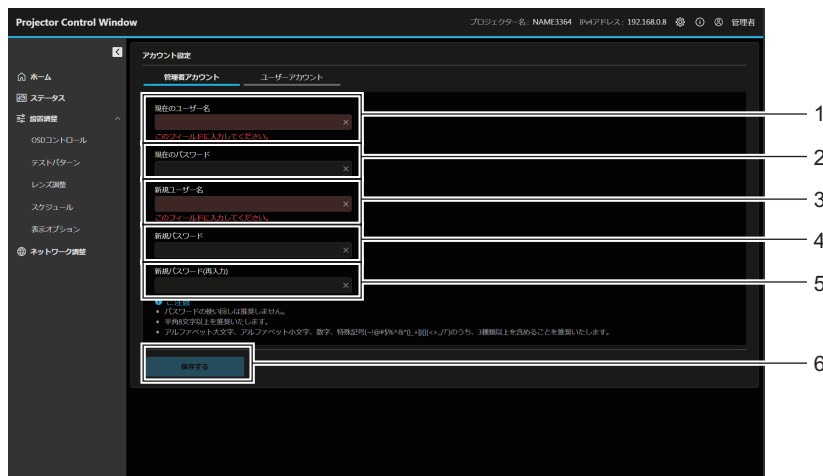 Projector Control Window
プロジェクター名: NAME3364 IPv4アドレス: 192.168.0.8 管理者
アカウント設定
管理者アカウント ユーザーアカウント
ホーム
ステータス
設置調整
OSDコントロール
テストパターン
レンズ調整
スケジュール
表示オプション
ネットワーク調整
現在のユーザー名
このフィールドに入力してください。
現在のパスワード
新規ユーザー名
このフィールドに入力してください。
新規パスワード
新規パスワード(再入力)
ご注意
• パスワードの使い回しは推奨しません。
• 半角8文字以上を推奨いたします。
• アルファベット大文字、アルファベット小文字、数字、特殊記号(~!@#$%^&*()_+|[]{}<>_/?)のうち、3種類以上を含めることを推奨いたします。
保存する
1
2
3
4
5
6